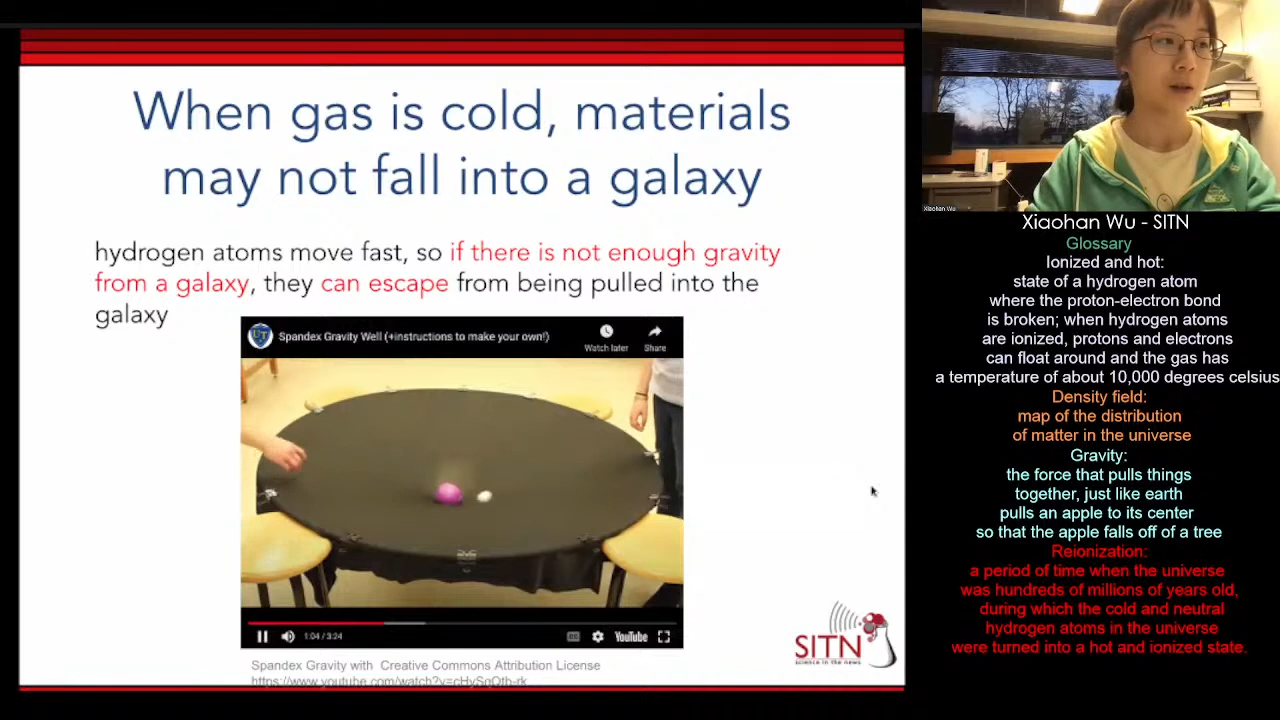 When gas is cold, materials
may not fall into a galaxy
hydrogen atoms move fast, so if there is not enough gravity
from a galaxy, they can escape from being pulled into the
galaxy
Spandex Gravity Well (+instructions to make your own!)
Watch later
Share
1:04 / 3:24
YouTube
SITN
science in the news
Spandex Gravity with Creative Commons Attribution License
https://www.youtube.com/watch?v=cHySqQtb-rk
Xiaohan Wu
Xiaohan Wu - SITN
Glossary
Ionized and hot:
state of a hydrogen atom
where the proton-electron bond
is broken; when hydrogen atoms
are ionized, protons and electrons
can float around and the gas has
a temperature of about 10,000 degrees celsius
Density field:
map of the distribution
of matter in the universe
Gravity:
the force that pulls things
together, just like earth
pulls an apple to its center
so that the apple falls off of a tree
Reionization:
a period of time when the universe
was hundreds of millions of years old,
during which the cold and neutral
hydrogen atoms in the universe
were turned into a hot and ionized state.